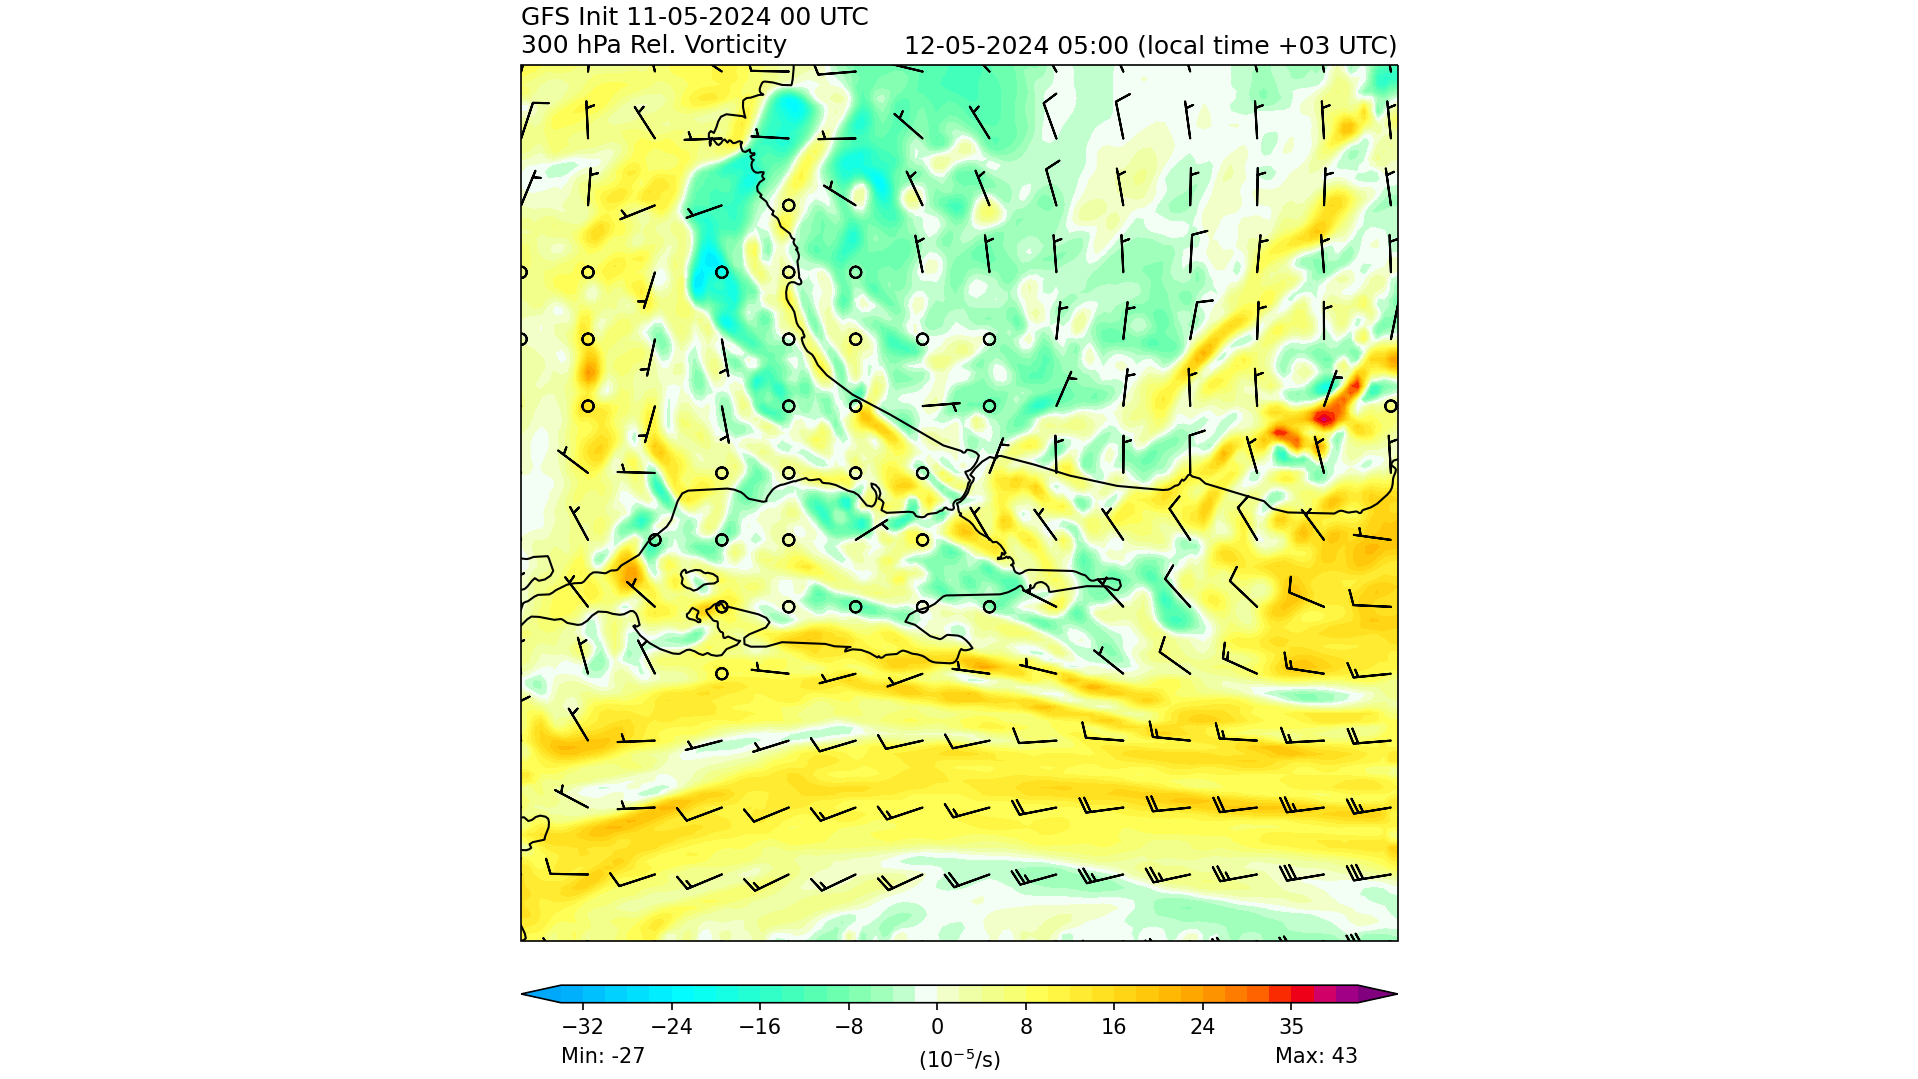 GFS Init 11-05-2024 00 UTC
300 hPa Rel. Vorticity
12-05-2024 05:00 (local time +03 UTC)
−32 −24 −16 −8 0 8 16 24 35
Min: -27
(10⁻⁵/s)
Max: 43